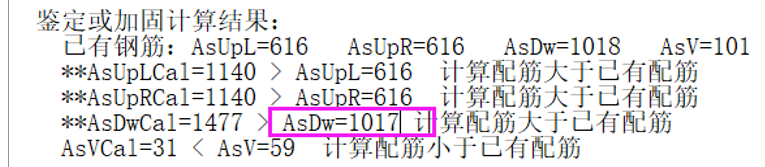 鉴定或加固计算结果：
已有钢筋：AsUpL=616 AsUpR=616 AsDw=1018 AsV=101
**AsUpLCal=1140 > AsUpL=616 计算配筋大于已有配筋
**AsUpRCal=1140 > AsUpR=616 计算配筋大于已有配筋
**AsDwCal=1477 > AsDw=1017 计算配筋大于已有配筋
AsVCal=31 < AsV=59 计算配筋小于已有配筋